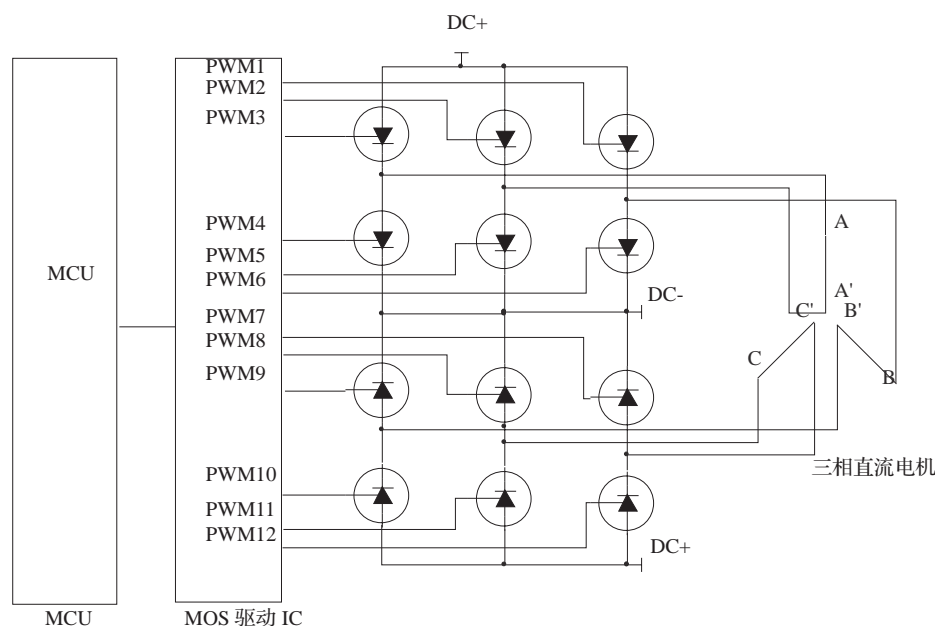 DC+
PWM1
PWM2
PWM3
PWM4
PWM5
PWM6
PWM7
PWM8
PWM9
PWM10
PWM11
PWM12
MCU
A
A'
C'
B'
C
B
DC-
三相直流电机
DC+
MCU
MOS 驱动 IC